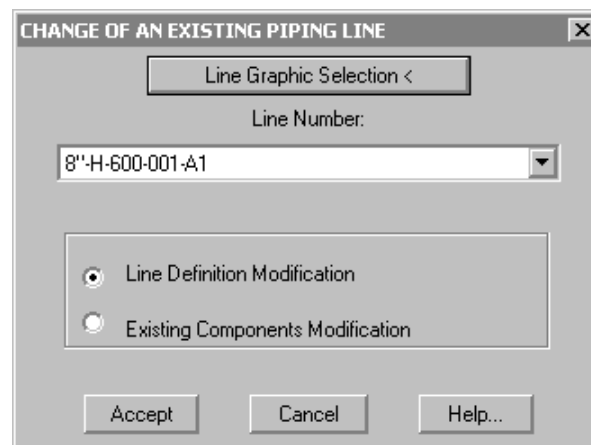 CHANGE OF AN EXISTING PIPING LINE
Line Graphic Selection <
Line Number:
8"-H-600-001-A1
Line Definition Modification
Existing Components Modification
Accept Cancel Help...